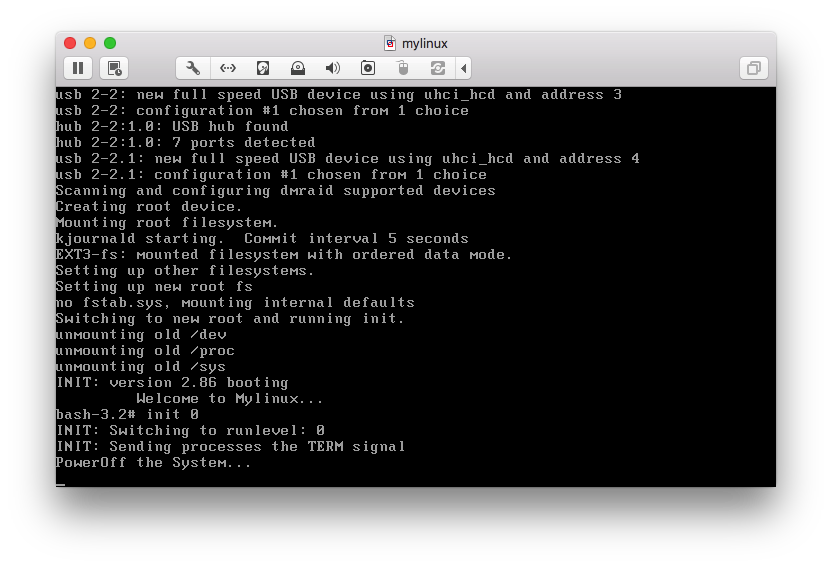 mylinux
usb 2-2: new full speed USB device using uhci_hcd and address 3
usb 2-2: configuration #1 chosen from 1 choice
hub 2-2:1.0: USB hub found
hub 2-2:1.0: 7 ports detected
usb 2-2.1: new full speed USB device using uhci_hcd and address 4
usb 2-2.1: configuration #1 chosen from 1 choice
Scanning and configuring dmraid supported devices
Creating root device.
Mounting root filesystem.
kjournald starting.  Commit interval 5 seconds
EXT3-fs: mounted filesystem with ordered data mode.
Setting up other filesystems.
Setting up new root fs
no fstab.sys, mounting internal defaults
Switching to new root and running init.
unmounting old /dev
unmounting old /proc
unmounting old /sys
INIT: version 2.86 booting
         Welcome to Mylinux...
bash-3.2# init 0
INIT: Switching to runlevel: 0
INIT: Sending processes the TERM signal
PowerOff the System...
_